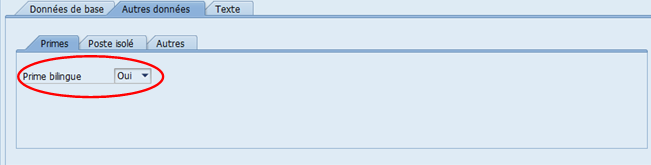 Données de base Autres données Texte
Primes Poste isolé Autres
Prime bilingue Oui